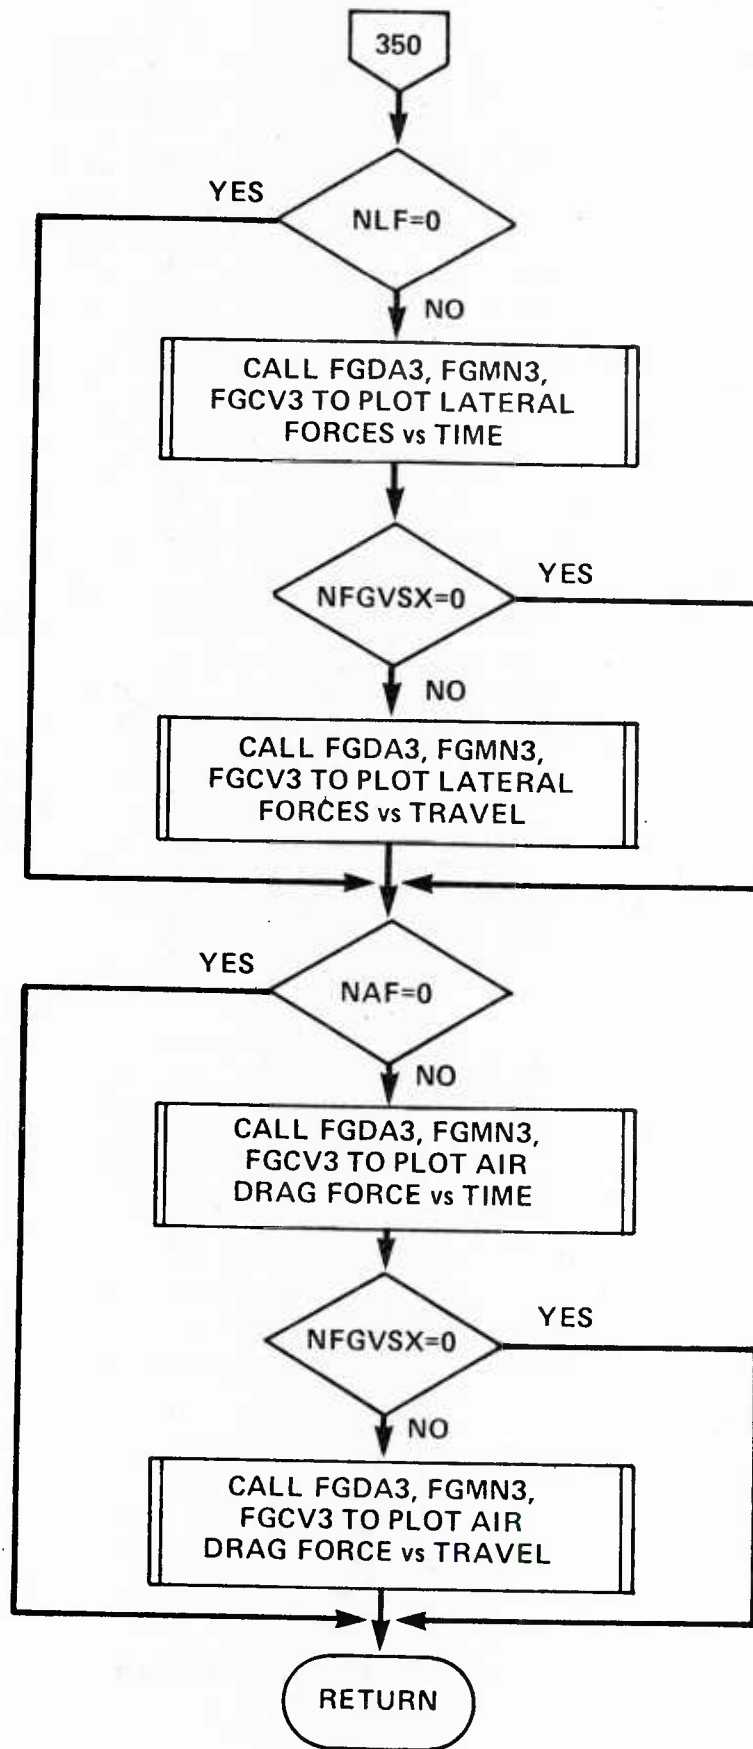 350
YES
NLF=0
NO
CALL FGDA3, FGMN3,
FGCV3 TO PLOT LATERAL
FORCES vs TIME
YES
NFGVSX=0
NO
CALL FGDA3, FGMN3,
FGCV3 TO PLOT LATERAL
FORCES vs TRAVEL
YES
NAF=0
NO
CALL FGDA3, FGMN3,
FGCV3 TO PLOT AIR
DRAG FORCE vs TIME
YES
NFGVSX=0
NO
CALL FGDA3, FGMN3,
FGCV3 TO PLOT AIR
DRAG FORCE vs TRAVEL
RETURN